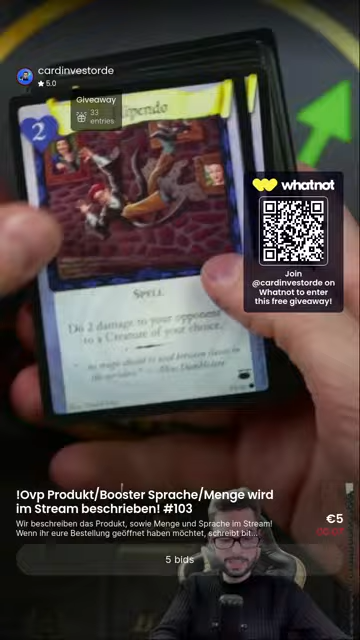 cardinvestorde
★ 5.0
Giveaway
33
entries
2
whatnot
Join
@cardinvestorde on
Whatnot to enter
this free giveaway!
Spell
Do 2 damage to your opponent
to a Creature of your choice.
!Ovp Produkt/Booster Sprache/Menge wird
im Stream beschrieben! #103
€5
Wir beschreiben das Produkt, sowie Menge und Sprache im Stream!
Wenn ihr eure Bestellung geöffnet haben möchtet, schreibt bit...
5 bids